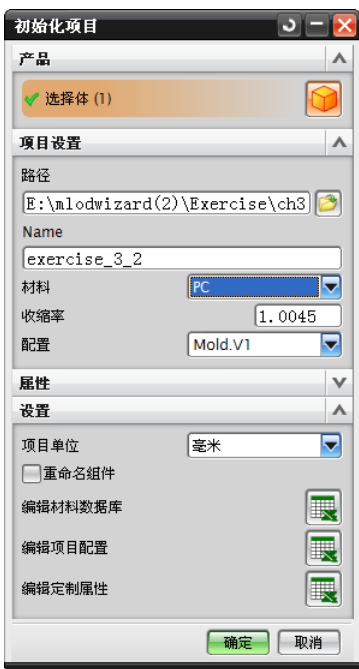 初始化项目
产品
选择体 (1)
项目设置
路径
E:\mlodwizard(2)\Exercise\ch3
Name
exercise_3_2
材料 PC
收缩率 1.0045
配置 Mold.V1
属性
设置
项目单位 毫米
重命名组件
编辑材料数据库
编辑项目配置
编辑定制属性
确定 取消